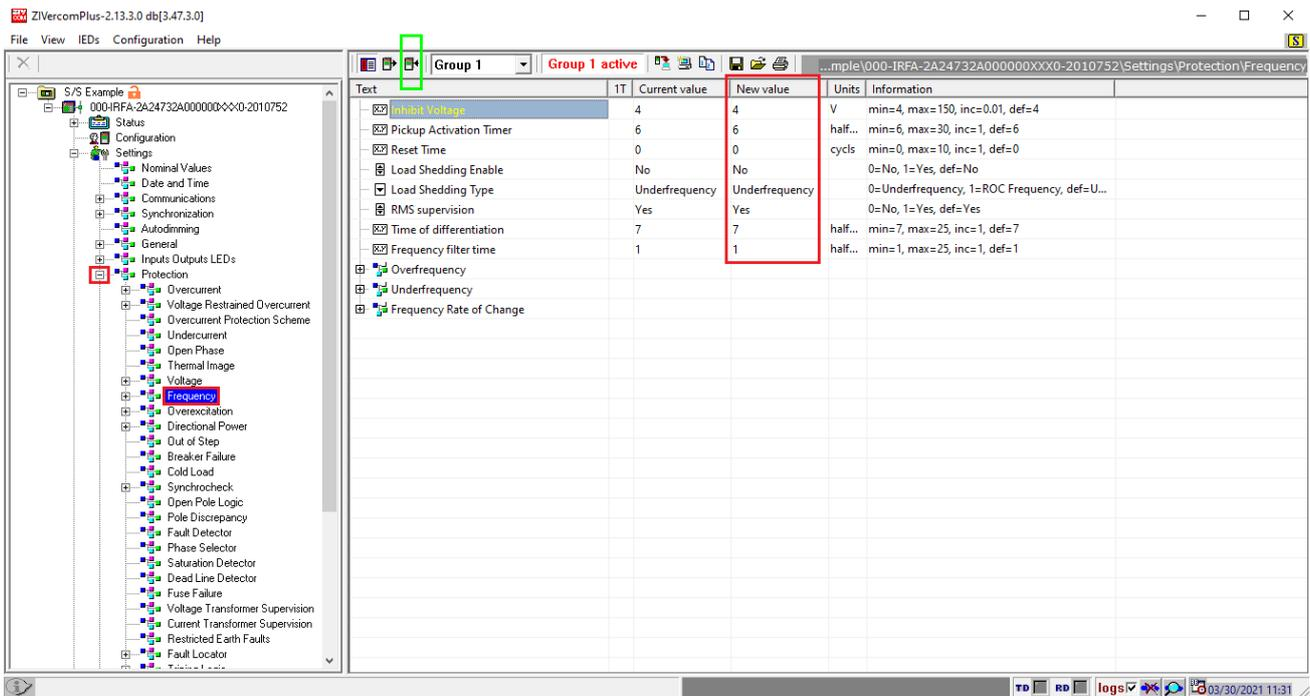 ZIVercomPlus-2.13.3.0 db[3.47.3.0]
File View IEDs Configuration Help
S
Group 1 Group 1 active ...mple\000-IRFA-2A24732A000000XXX0-2010752\Settings\Protection\Frequency
S/S Example
000-IRFA-2A24732A000000XXX0-2010752
Status
Configuration
Settings
Nominal Values
Date and Time
Communications
Synchronization
Autodimming
General
Inputs Outputs LEDs
Protection
Overcurrent
Voltage Restrained Overcurrent
Overcurrent Protection Scheme
Undercurrent
Open Phase
Thermal Image
Voltage
Frequency
Overexcitation
Directional Power
Out of Step
Breaker Failure
Cold Load
Synchrocheck
Open Pole Logic
Pole Discrepancy
Fault Detector
Phase Selector
Saturation Detector
Dead Line Detector
Fuse Failure
Voltage Transformer Supervision
Current Transformer Supervision
Restricted Earth Faults
Fault Locator
Text 1T Current value New value Units Information
Inhibit Voltage 4 4 V min=4, max=150, inc=0.01, def=4
Pickup Activation Timer 6 6 half... min=6, max=30, inc=1, def=6
Reset Time 0 0 cycls min=0, max=10, inc=1, def=0
Load Shedding Enable No No 0=No, 1=Yes, def=No
Load Shedding Type Underfrequency Underfrequency 0=Underfrequency, 1=ROC Frequency, def=U...
RMS supervision Yes Yes 0=No, 1=Yes, def=Yes
Time of differentiation 7 7 half... min=7, max=25, inc=1, def=7
Frequency filter time 1 1 half... min=1, max=25, inc=1, def=1
Overfrequency
Underfrequency
Frequency Rate of Change
TD RD logs 03/30/2021 11:31